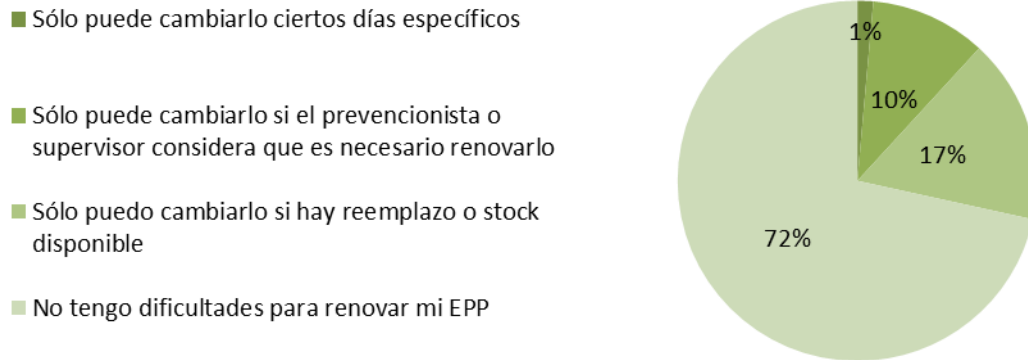 Sólo puede cambiarlo ciertos días específicos
Sólo puede cambiarlo si el prevencionista o
supervisor considera que es necesario renovarlo
Sólo puedo cambiarlo si hay reemplazo o stock
disponible
No tengo dificultades para renovar mi EPP
1%
10%
17%
72%